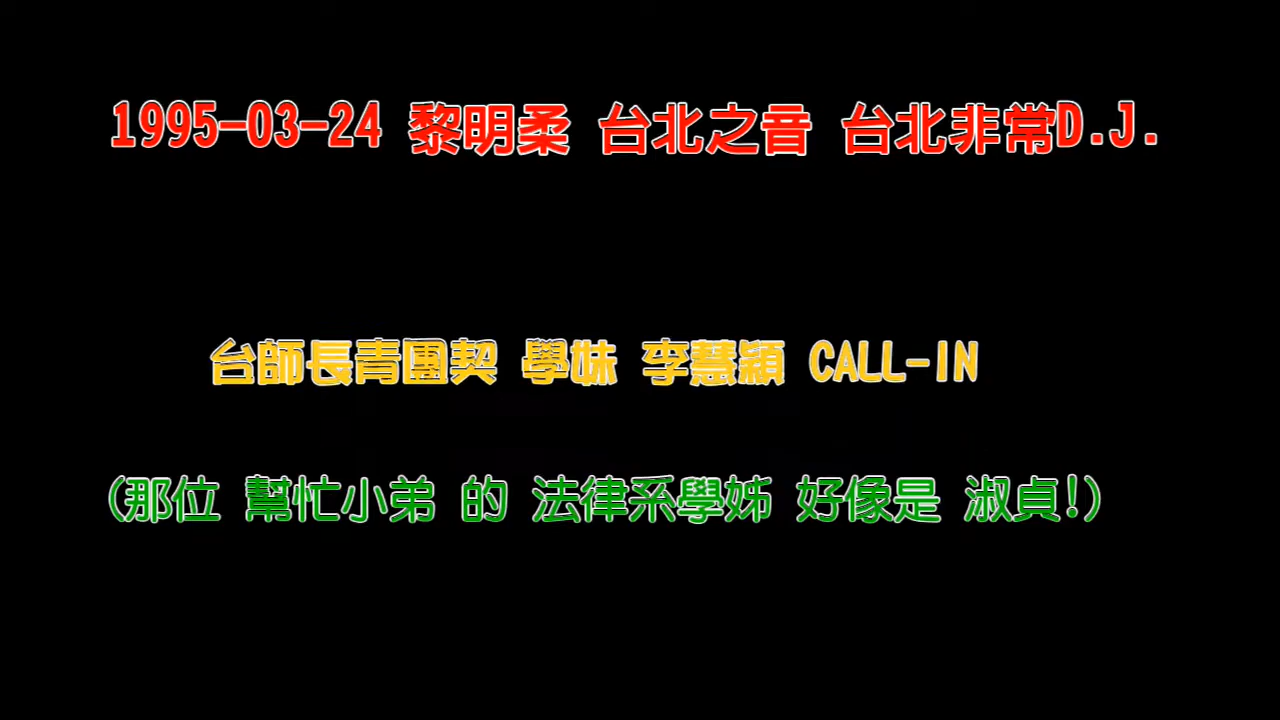 1995-03-24 黎明柔 台北之音 台北非常D.J.
台師長青團契 學妹 李慧穎 CALL-IN
(那位 幫忙小弟 的 法律系學姊 好像是 淑貞!)